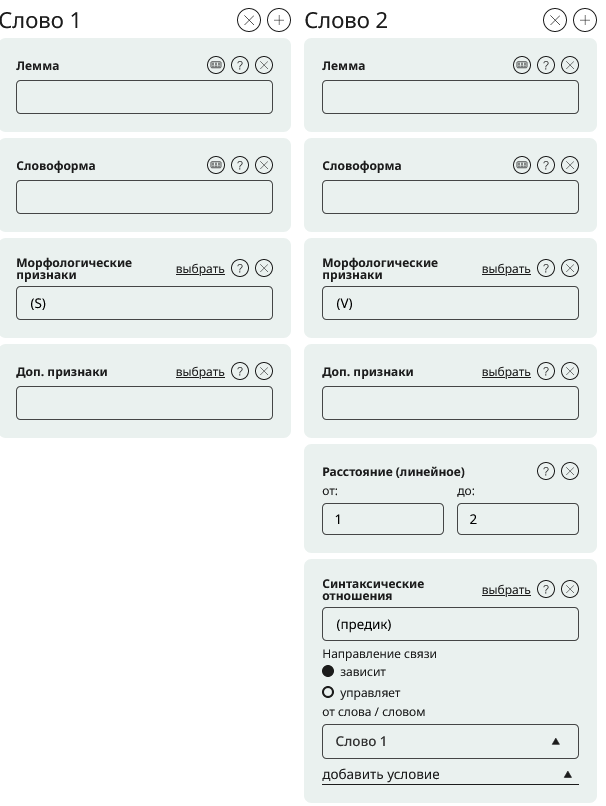 Слово 1
Лемма
Словоформа
Морфологические
признаки
выбрать
(S)
Доп. признаки
выбрать
Слово 2
Лемма
Словоформа
Морфологические
признаки
выбрать
(V)
Доп. признаки
выбрать
Расстояние (линейное)
от:
до:
1
2
Синтаксические
отношения
выбрать
(предик)
Направление связи
зависит
управляет
от слова / словом
Слово 1
добавить условие